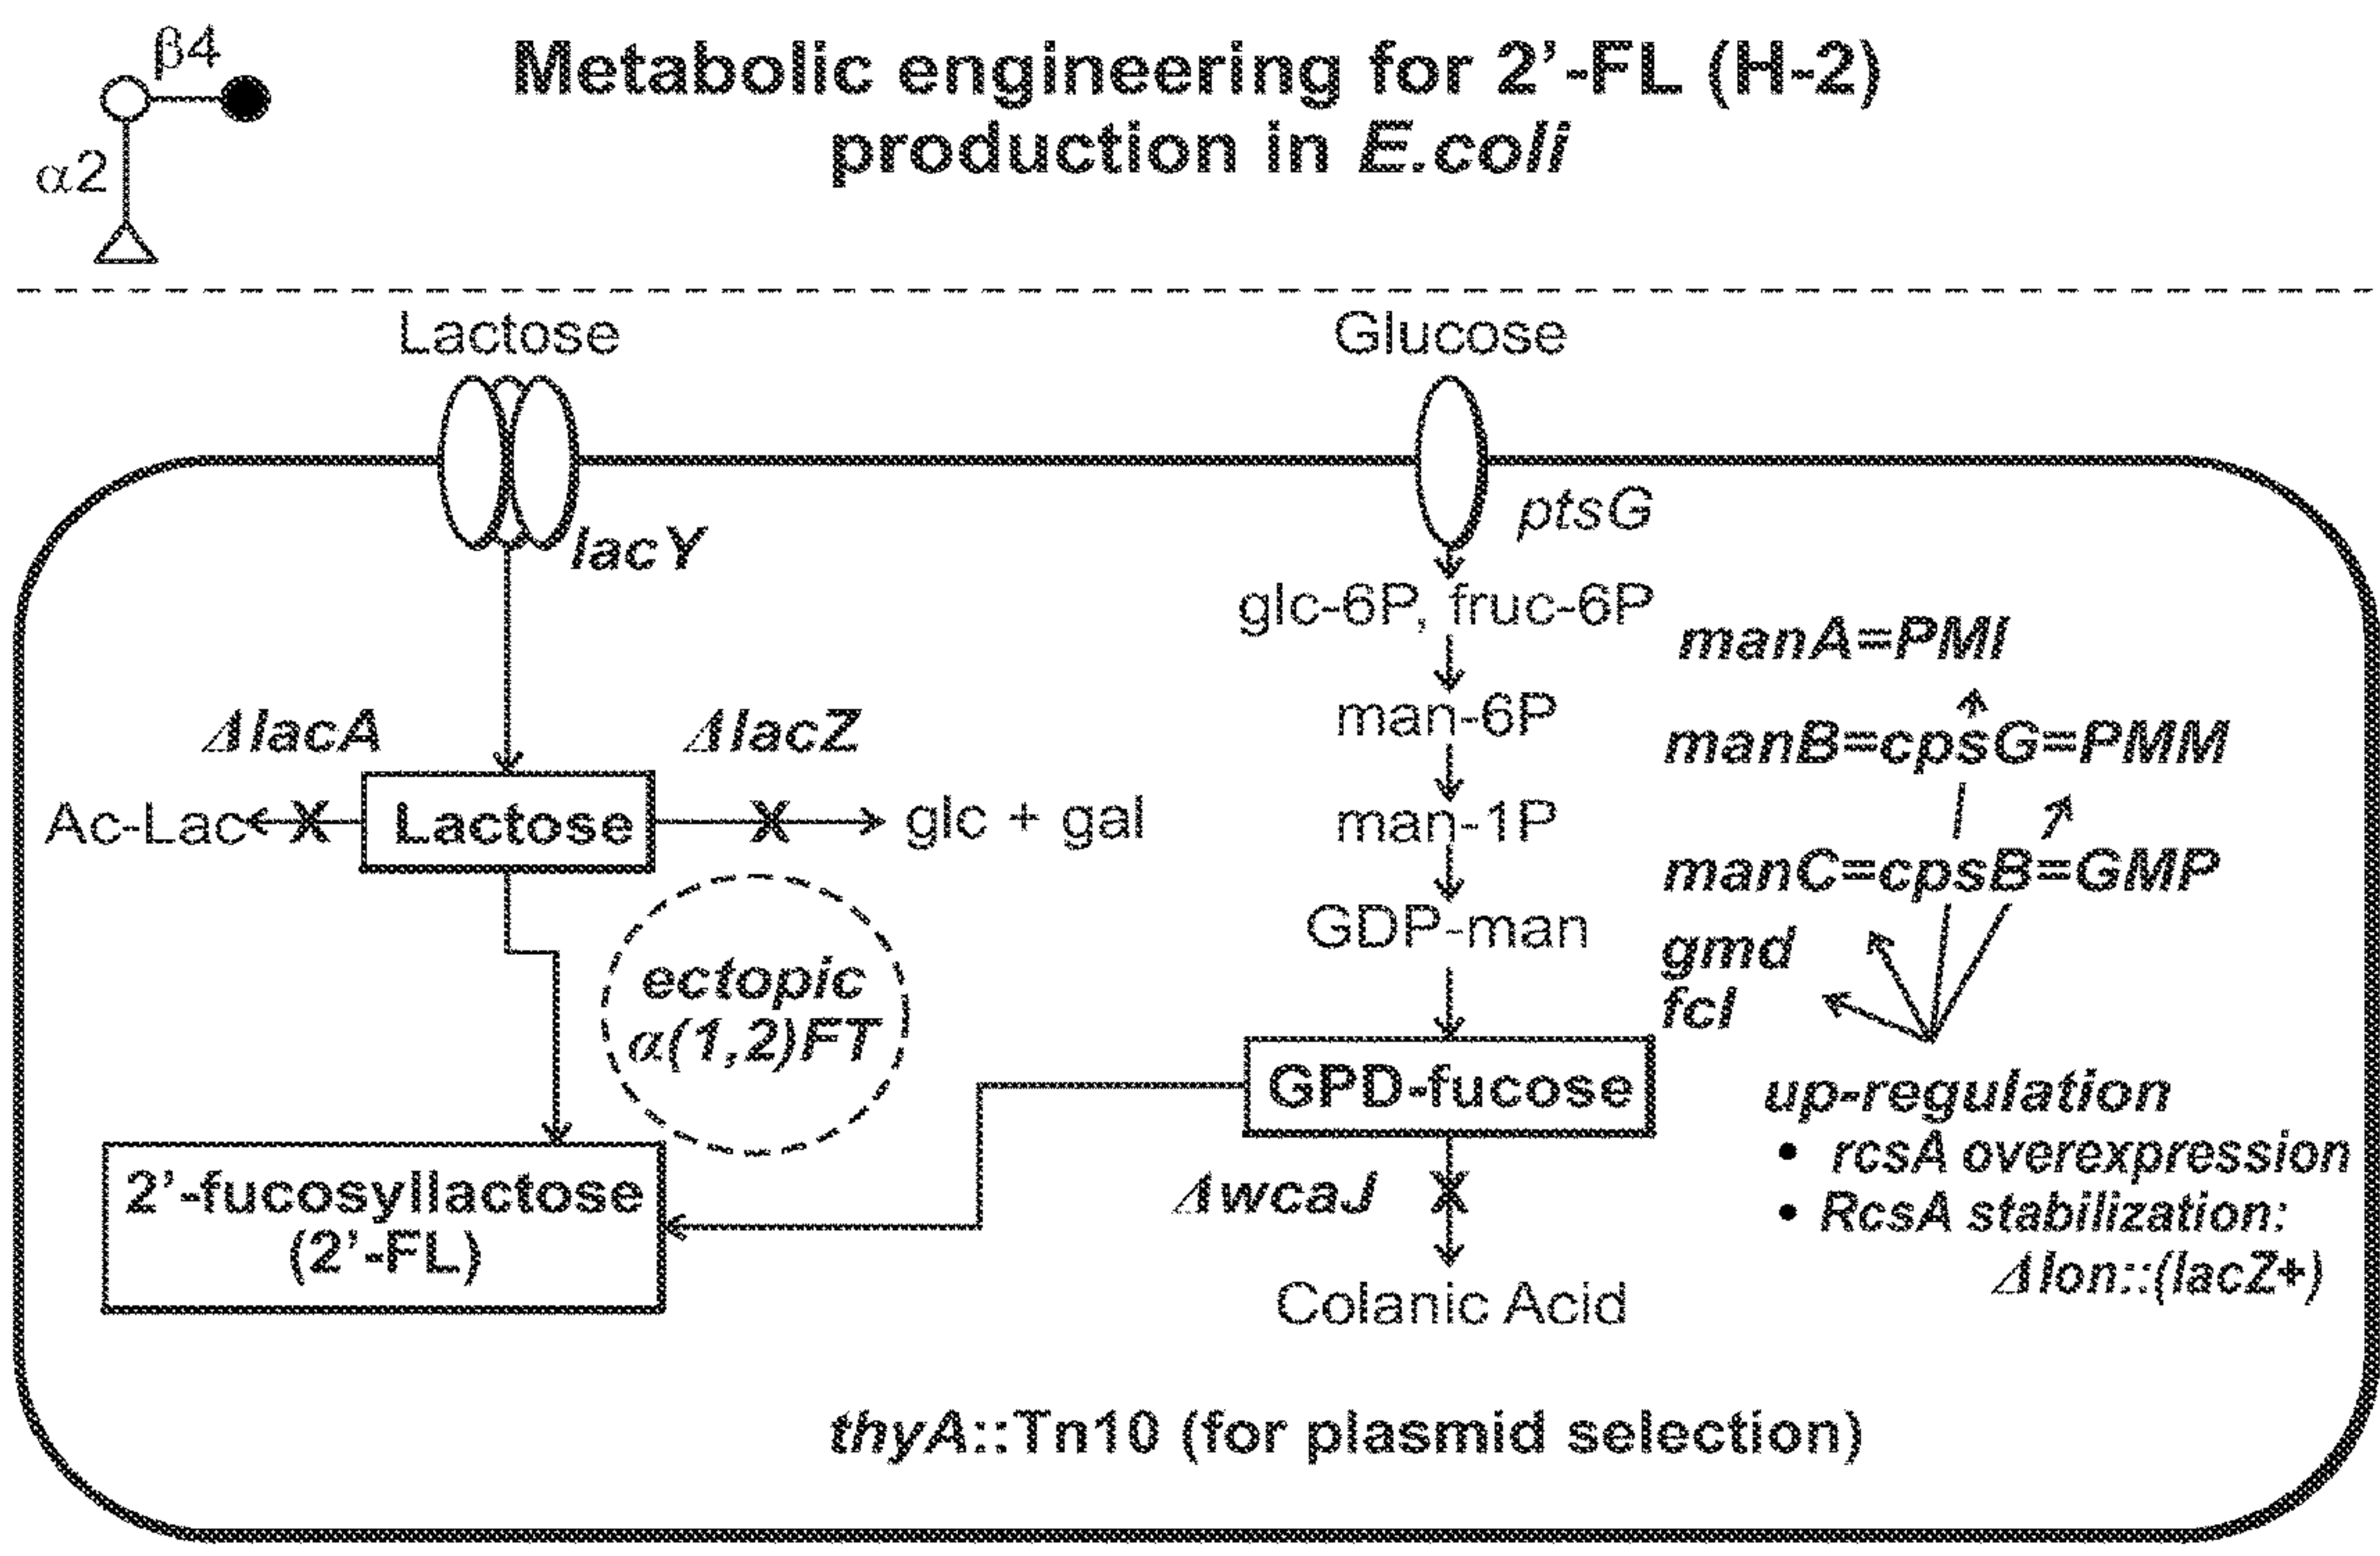 β4
α2
Metabolic engineering for 2’-FL (H-2)
production in E.coli
Lactose
Glucose
lacY
ptsG
glc-6P, fruc-6P
manA=PMI
man-6P
manB=cpsG=PMM
ΔlacA
ΔlacZ
Ac-Lac
X
Lactose
X
glc + gal
man-1P
manC=cpsB=GMP
GDP-man
gmd
fcl
ectopic
α(1,2)FT
GPD-fucose
up-regulation
• rcsA overexpression
• RcsA stabilization:
Δlon::(lacZ+)
2’-fucosyllactose
(2’-FL)
ΔwcaJ
X
Colanic Acid
thyA::Tn10 (for plasmid selection)